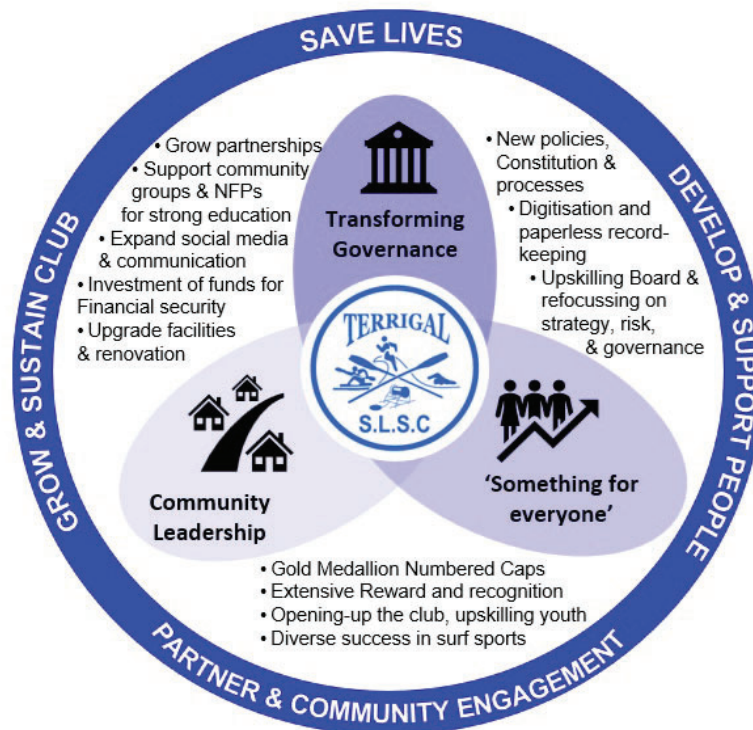 SAVE LIVES
• Grow partnerships
• Support community
groups & NFPs
for strong education
• Expand social media
& communication
• Investment of funds for
Financial security
• Upgrade facilities
& renovation
Transforming
Governance
• New policies,
Constitution &
processes
• Digitisation and
paperless record-
keeping
• Upskilling Board &
refocussing on
strategy, risk,
& governance
GROW & SUSTAIN CLUB
DEVELOP & SUPPORT PEOPLE
TERRIGAL
S.L.S.C
Community
Leadership
‘Something for
everyone’
• Gold Medallion Numbered Caps
• Extensive Reward and recognition
• Opening-up the club, upskilling youth
• Diverse success in surf sports
PARTNER & COMMUNITY ENGAGEMENT